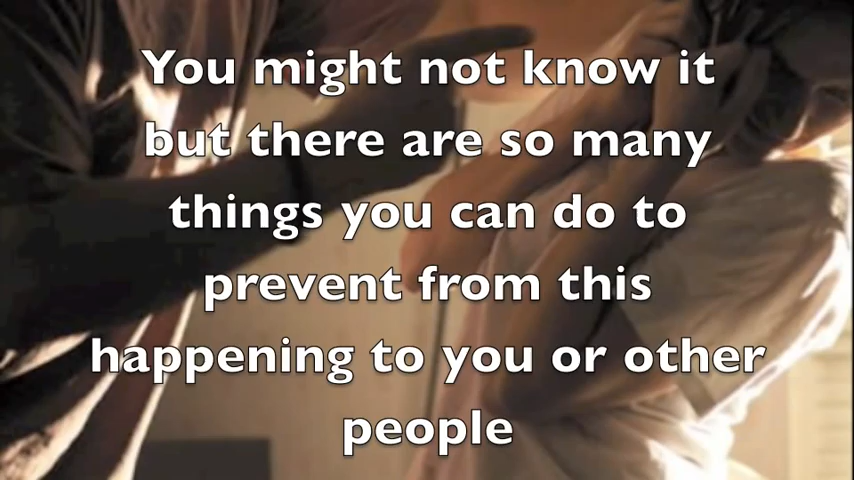 You might not know it
but there are so many
things you can do to
prevent from this
happening to you or other
people